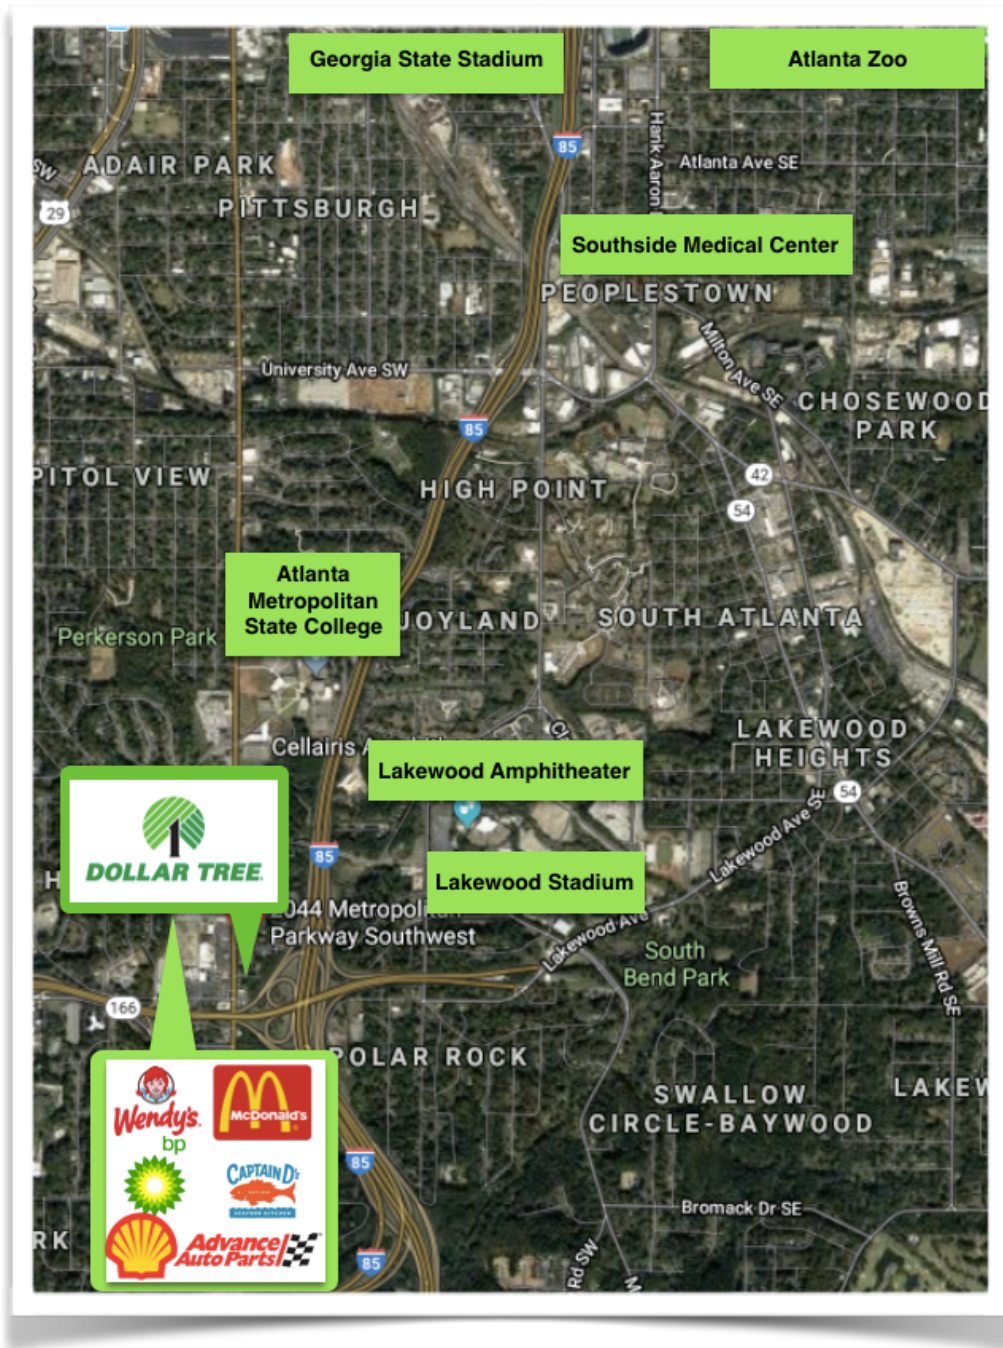 Georgia State Stadium
Atlanta Zoo
85
Hank Aaron
Atlanta Ave SE
SW
ADAIR PARK
29
PITTSBURGH
Southside Medical Center
PEOPLESTOWN
University Ave SW
Milton Ave SE
CHOSEWOOD
PARK
85
PITOL VIEW
HIGH POINT
42
54
Atlanta
Metropolitan
State College
Perkerson Park
JOYLAND
SOUTH ATLANTA
LAKEWOOD
HEIGHTS
Cellairis A
Lakewood Amphitheater
54
Lakewood Ave SE
DOLLAR TREE
85
H
Lakewood Stadium
2044 Metropolitan
Parkway Southwest
Lakewood Ave
South
Bend Park
Browns Mill Rd SE
166
POLAR ROCK
SWALLOW
CIRCLE-BAYWOOD
LAKEW
Wendy's
McDonald's
bp
85
CAPTAIN D's
SEAFOOD KITCHEN
Advance
Auto Parts
85
RK
Bromack Dr SE
Rd SW
M